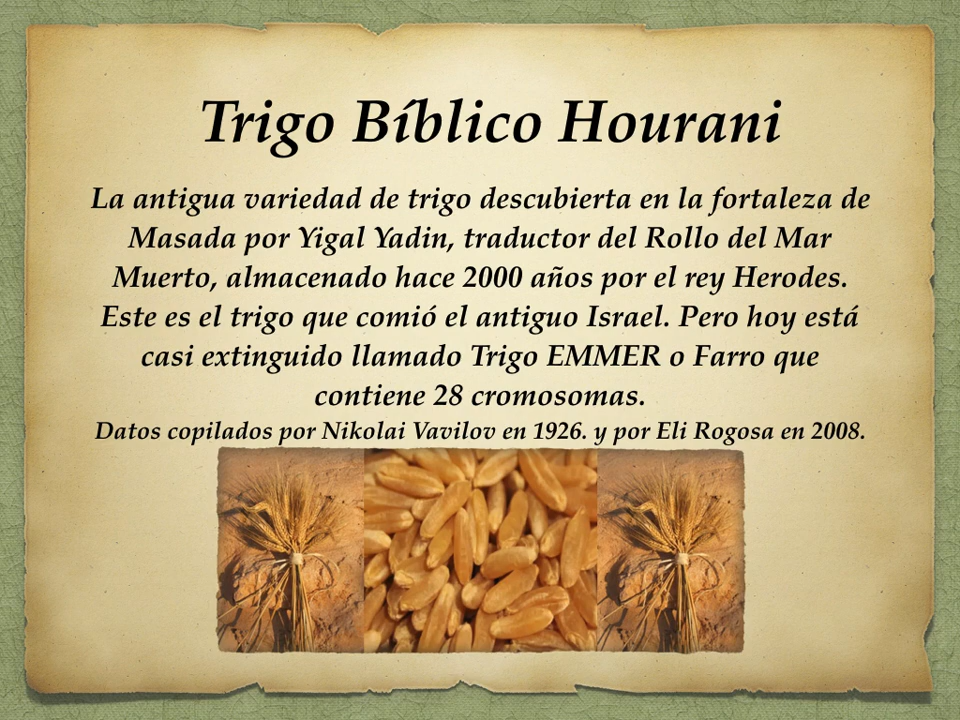 Trigo Bíblico Hourani
La antigua variedad de trigo descubierta en la fortaleza de
Masada por Yigal Yadin, traductor del Rollo del Mar
Muerto, almacenado hace 2000 años por el rey Herodes.
Este es el trigo que comió el antiguo Israel. Pero hoy está
casi extinguido llamado Trigo EMMER o Farro que
contiene 28 cromosomas.
Datos copilados por Nikolai Vavilov en 1926. y por Eli Rogosa en 2008.